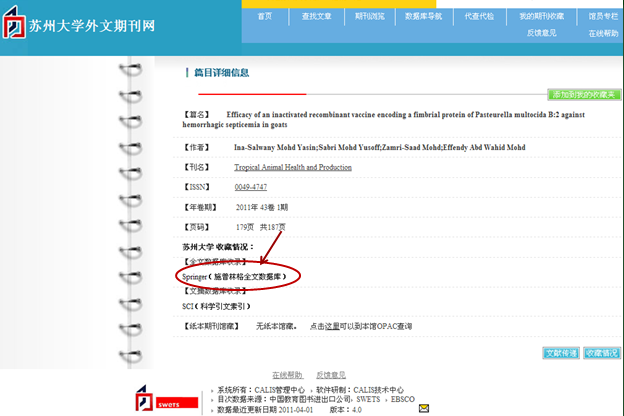 苏州大学外文期刊网
首页 查找文章 期刊浏览 数据库导航 代查代检 我的期刊收藏 馆员专栏
反馈意见 在线帮助
篇目详细信息
添加到我的收藏夹
【篇名】 Efficacy of an inactivated recombinant vaccine encoding a fimbrial protein of Pasteurella multocida B:2 against
hemorrhagic septicemia in goats
【作者】 Ina-Salwany Mohd Yasin;Sabri Mohd Yusoff;Zamri-Saad Mohd;Effendy Abd Wahid Mohd
【刊名】 Tropical Animal Health and Production
【ISSN】 0049-4747
【年卷期】 2011年 43卷 1期
【页码】 179页 共187页
苏州大学 收藏情况：
【全文数据库收录】
Springer（施普林格全文数据库）
【文摘数据库收录】
SCI（科学引文索引）
【纸本期刊馆藏】 无纸本馆藏。 点击这里可以到本馆OPAC查询
文献传递 收藏情况
在线帮助 反馈意见
SWETS
› 系统所有：CALIS管理中心 › 软件研制：CALIS技术中心
› 目次数据来源：中国教育图书进出口公司，SWETS › EBSCO
› 数据最近更新日期 2011-04-01 版本：4.0